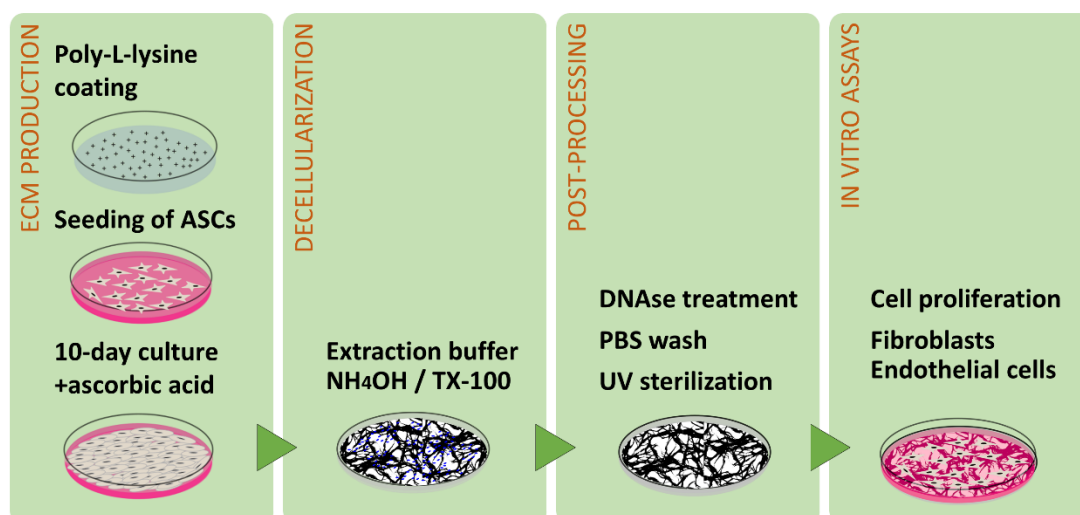 ECM PRODUCTION
Poly-L-lysine
coating
Seeding of ASCs
10-day culture
+ascorbic acid
DECELLULARIZATION
Extraction buffer
NH₄OH / TX-100
POST-PROCESSING
DNAse treatment
PBS wash
UV sterilization
IN VITRO ASSAYS
Cell proliferation
Fibroblasts
Endothelial cells